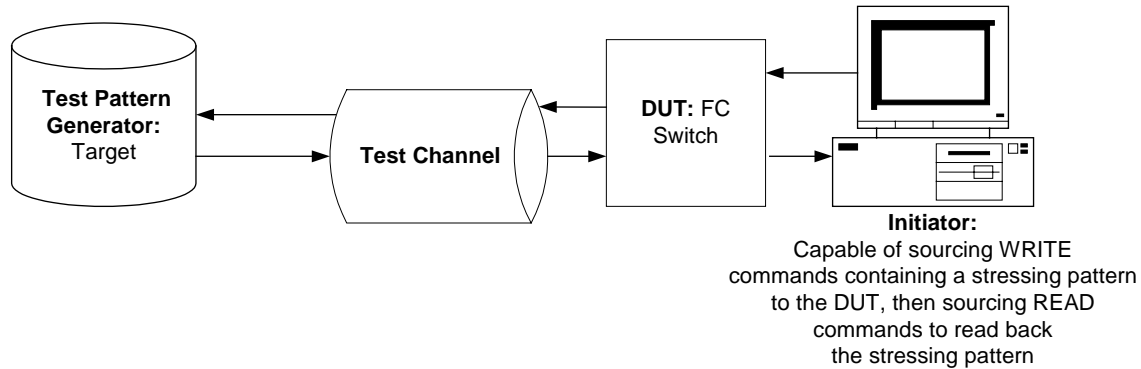 Test Pattern
Generator:
Target
Test Channel
DUT: FC
Switch
Initiator:
Capable of sourcing WRITE
commands containing a stressing pattern
to the DUT, then sourcing READ
commands to read back
the stressing pattern